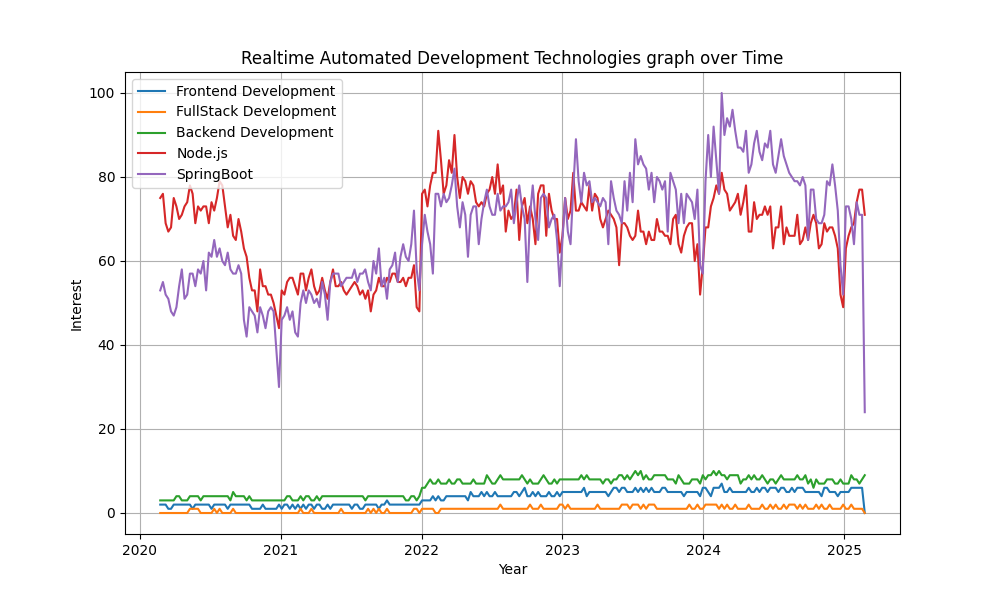 Realtime Automated Development Technologies graph over Time
Frontend Development
FullStack Development
Backend Development
Node.js
SpringBoot
100
80
60
40
20
0
Interest
2020 2021 2022 2023 2024 2025
Year